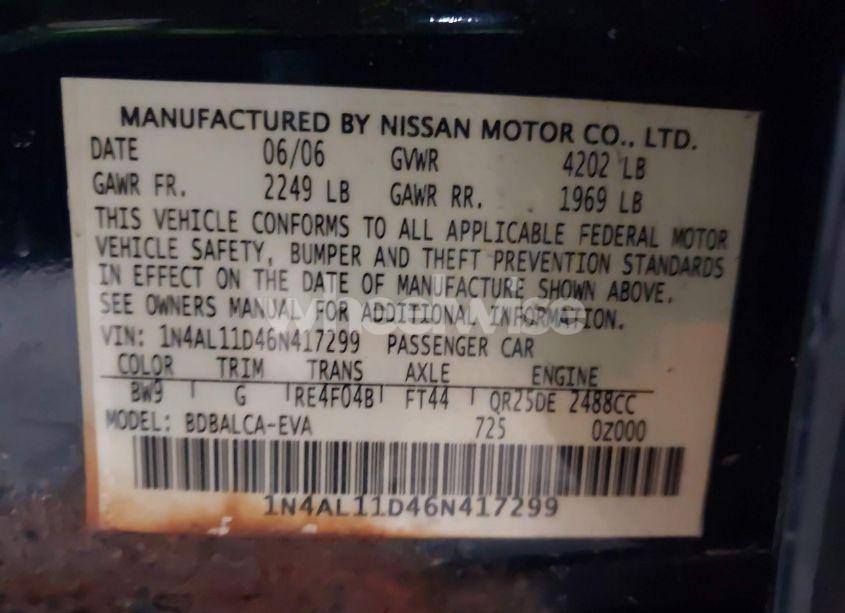 MANUFACTURED BY NISSAN MOTOR CO., LTD.
DATE 06/06 GVWR 4202 LB
GAWR FR. 2249 LB GAWR RR. 1969 LB
THIS VEHICLE CONFORMS TO ALL APPLICABLE FEDERAL MOTOR
VEHICLE SAFETY, BUMPER AND THEFT PREVENTION STANDARDS
IN EFFECT ON THE DATE OF MANUFACTURE SHOWN ABOVE.
SEE OWNERS MANUAL FOR ADDITIONAL INFORMATION.
VIN: 1N4AL11D46N417299 PASSENGER CAR
COLOR TRIM TRANS AXLE ENGINE
BW9 G RE4F04B FT44 QR25DE 2488CC
MODEL: BDBALCA-EVA 725 0Z000
1N4AL11D46N417299